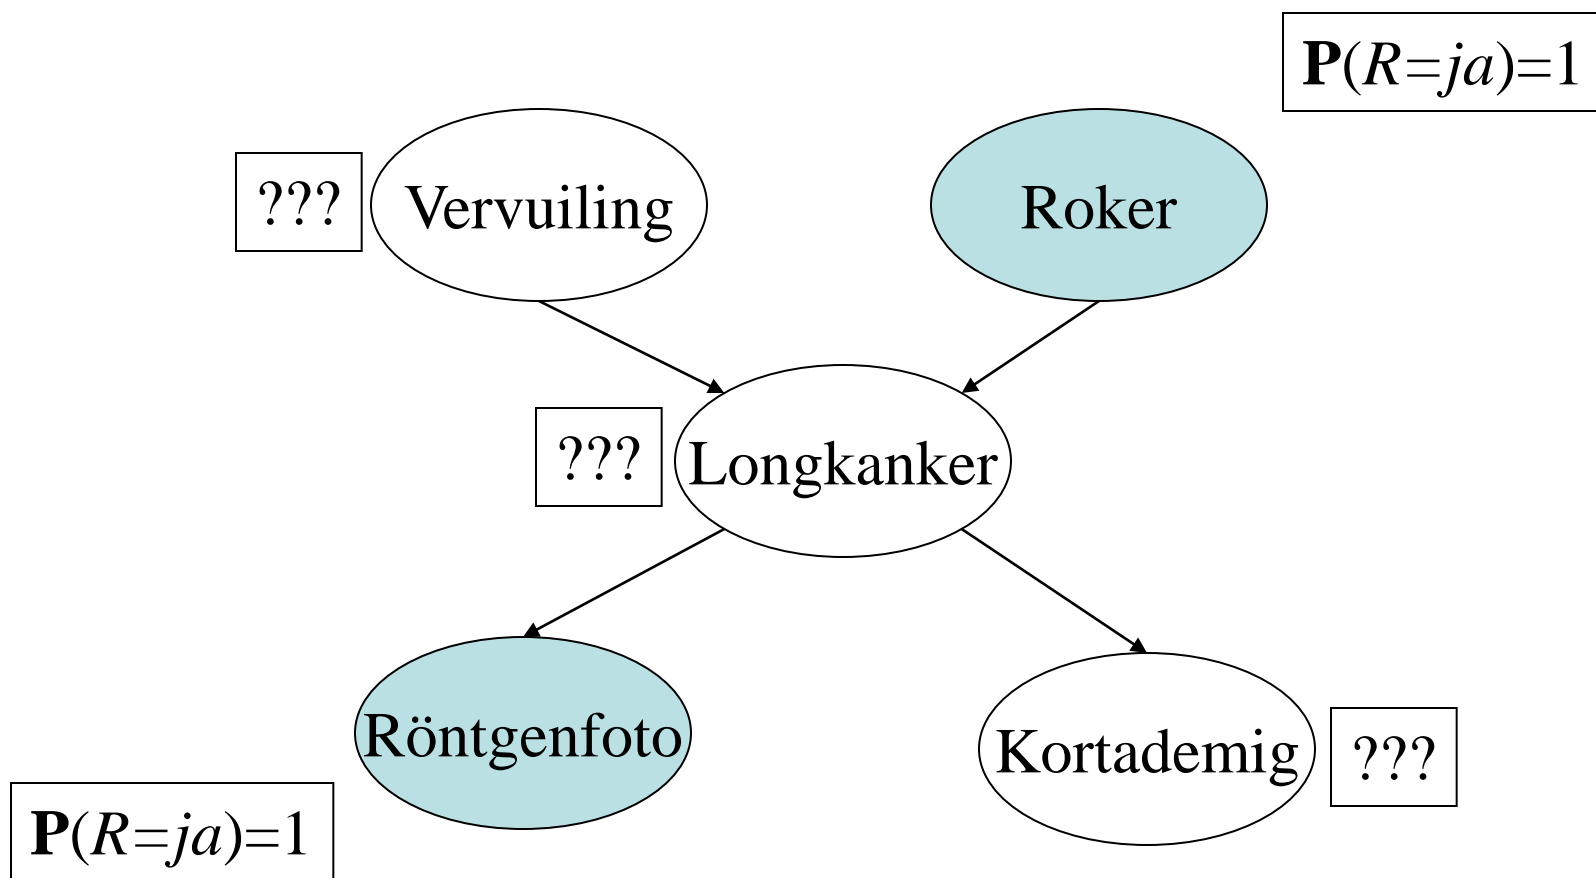 P(R=ja)=1
??? Vervuiling Roker
??? Longkanker
Röntgenfoto Kortademig ???
P(R=ja)=1